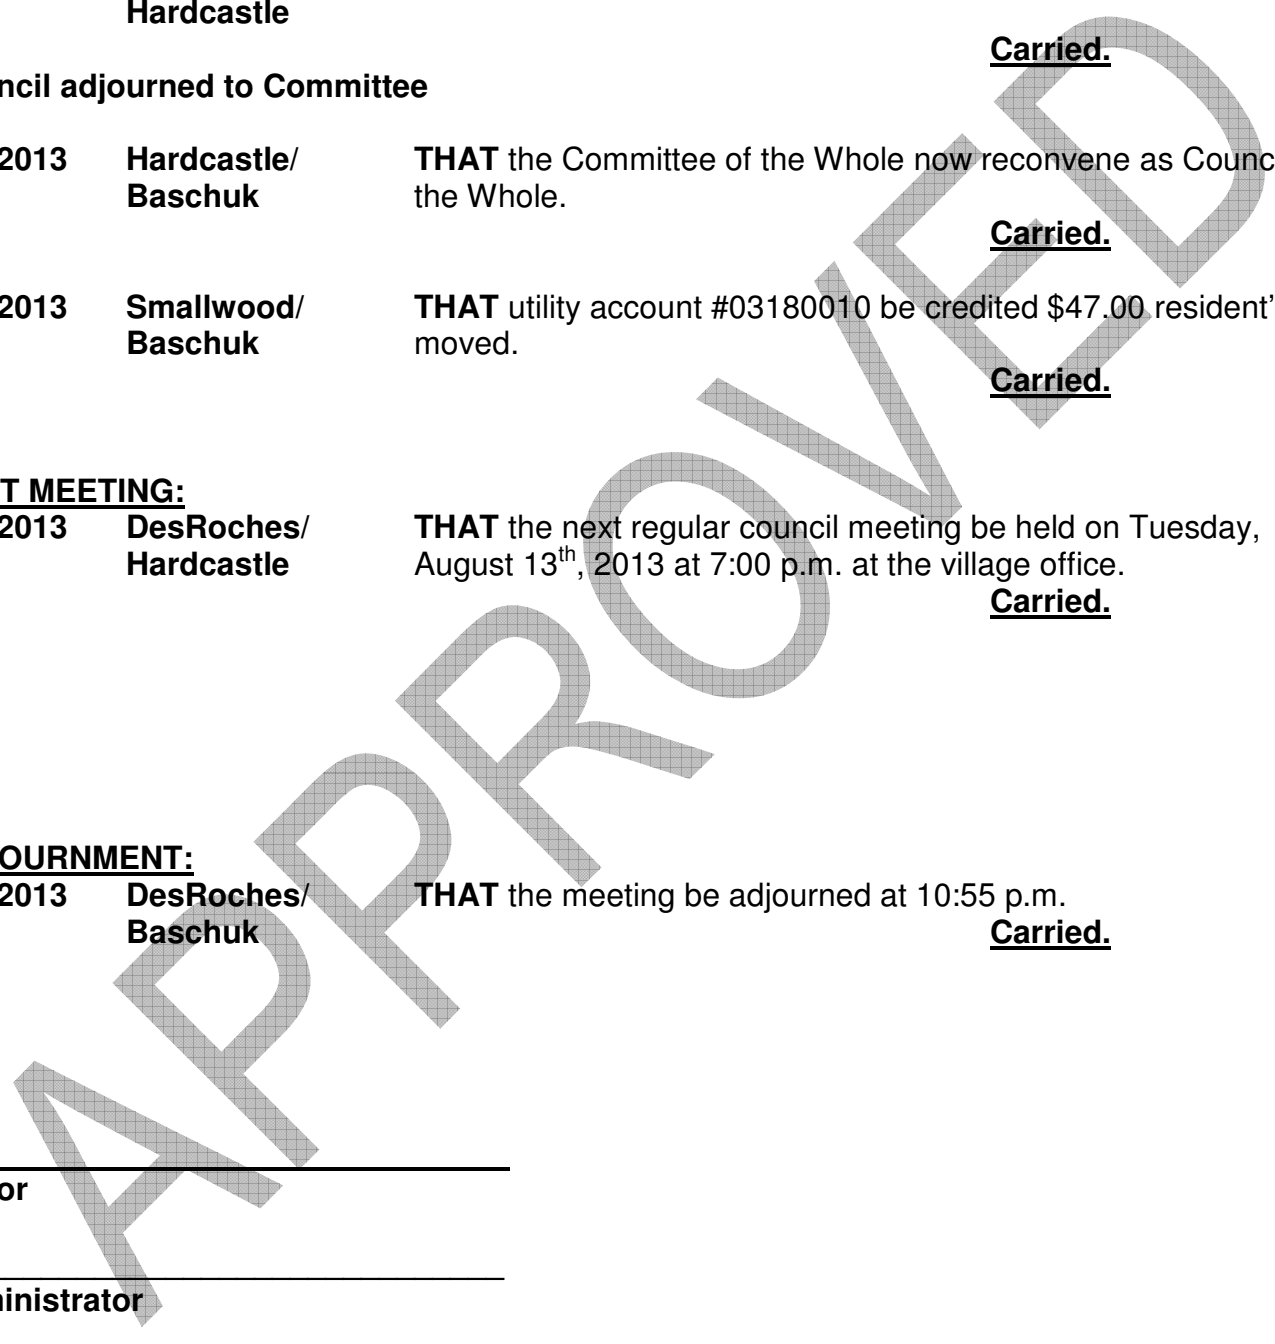 Hardcastle
Carried.
ncil adjourned to Committee
2013 Hardcastle/ THAT the Committee of the Whole now reconvene as Counc
Baschuk the Whole.
Carried.
2013 Smallwood/ THAT utility account #03180010 be credited $47.00 resident'
Baschuk moved.
Carried.
T MEETING:
2013 DesRoches/ THAT the next regular council meeting be held on Tuesday,
Hardcastle August 13th, 2013 at 7:00 p.m. at the village office.
Carried.
OURNMENT:
2013 DesRoches/ THAT the meeting be adjourned at 10:55 p.m.
Baschuk Carried.
or
ninistrator
APPROVED